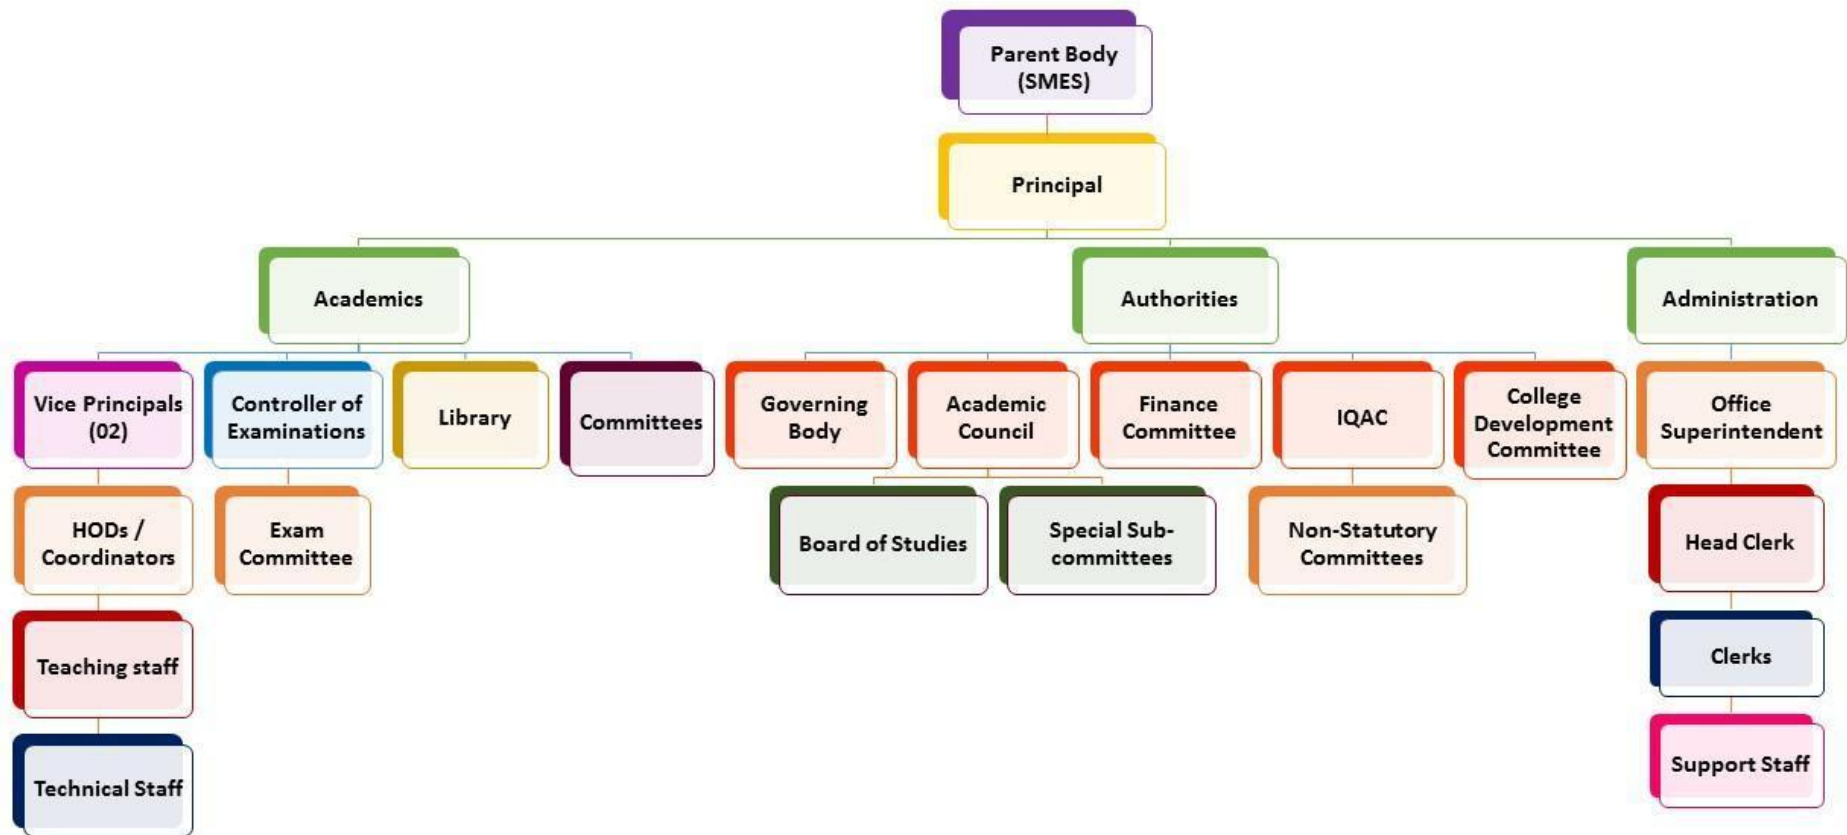 Parent Body
(SMES)
Principal
Academics
Authorities
Administration
Vice Principals
(02)
Controller of
Examinations
Library
Committees
Governing
Body
Academic
Council
Finance
Committee
IQAC
College
Development
Committee
Office
Superintendent
HODs /
Coordinators
Exam
Committee
Board of Studies
Special Sub-
committees
Non-Statutory
Committees
Head Clerk
Teaching staff
Clerks
Technical Staff
Support Staff